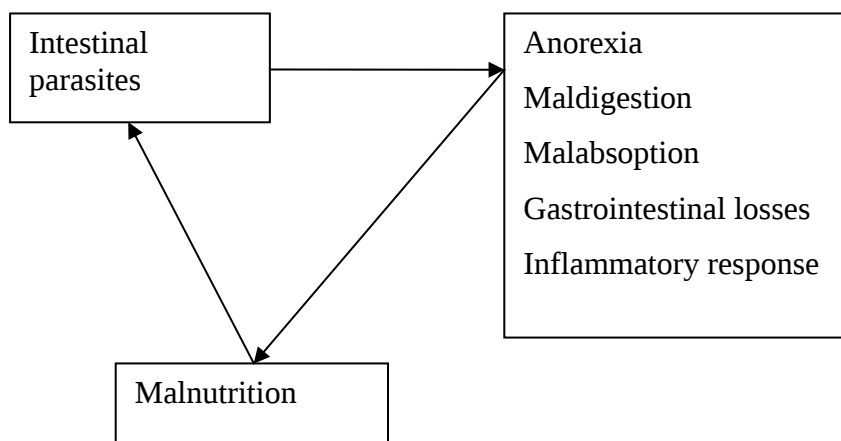 Intestinal
parasites
Anorexia
Maldigestion
Malabsoption
Gastrointestinal losses
Inflammatory response
Malnutrition